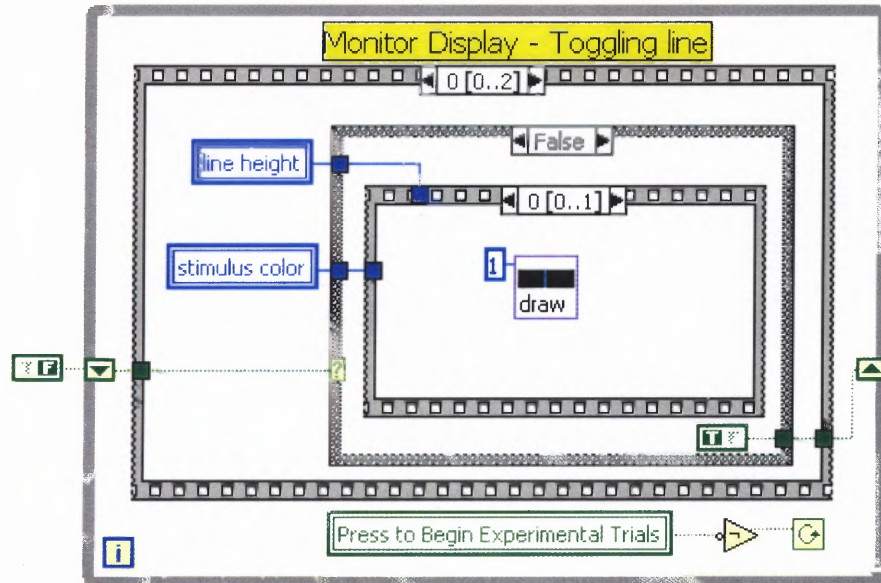 Monitor Display - Toggling line
0 [0..2]
False
line height
0 [0..1]
stimulus color
1
draw
F
?
T
Press to Begin Experimental Trials
i